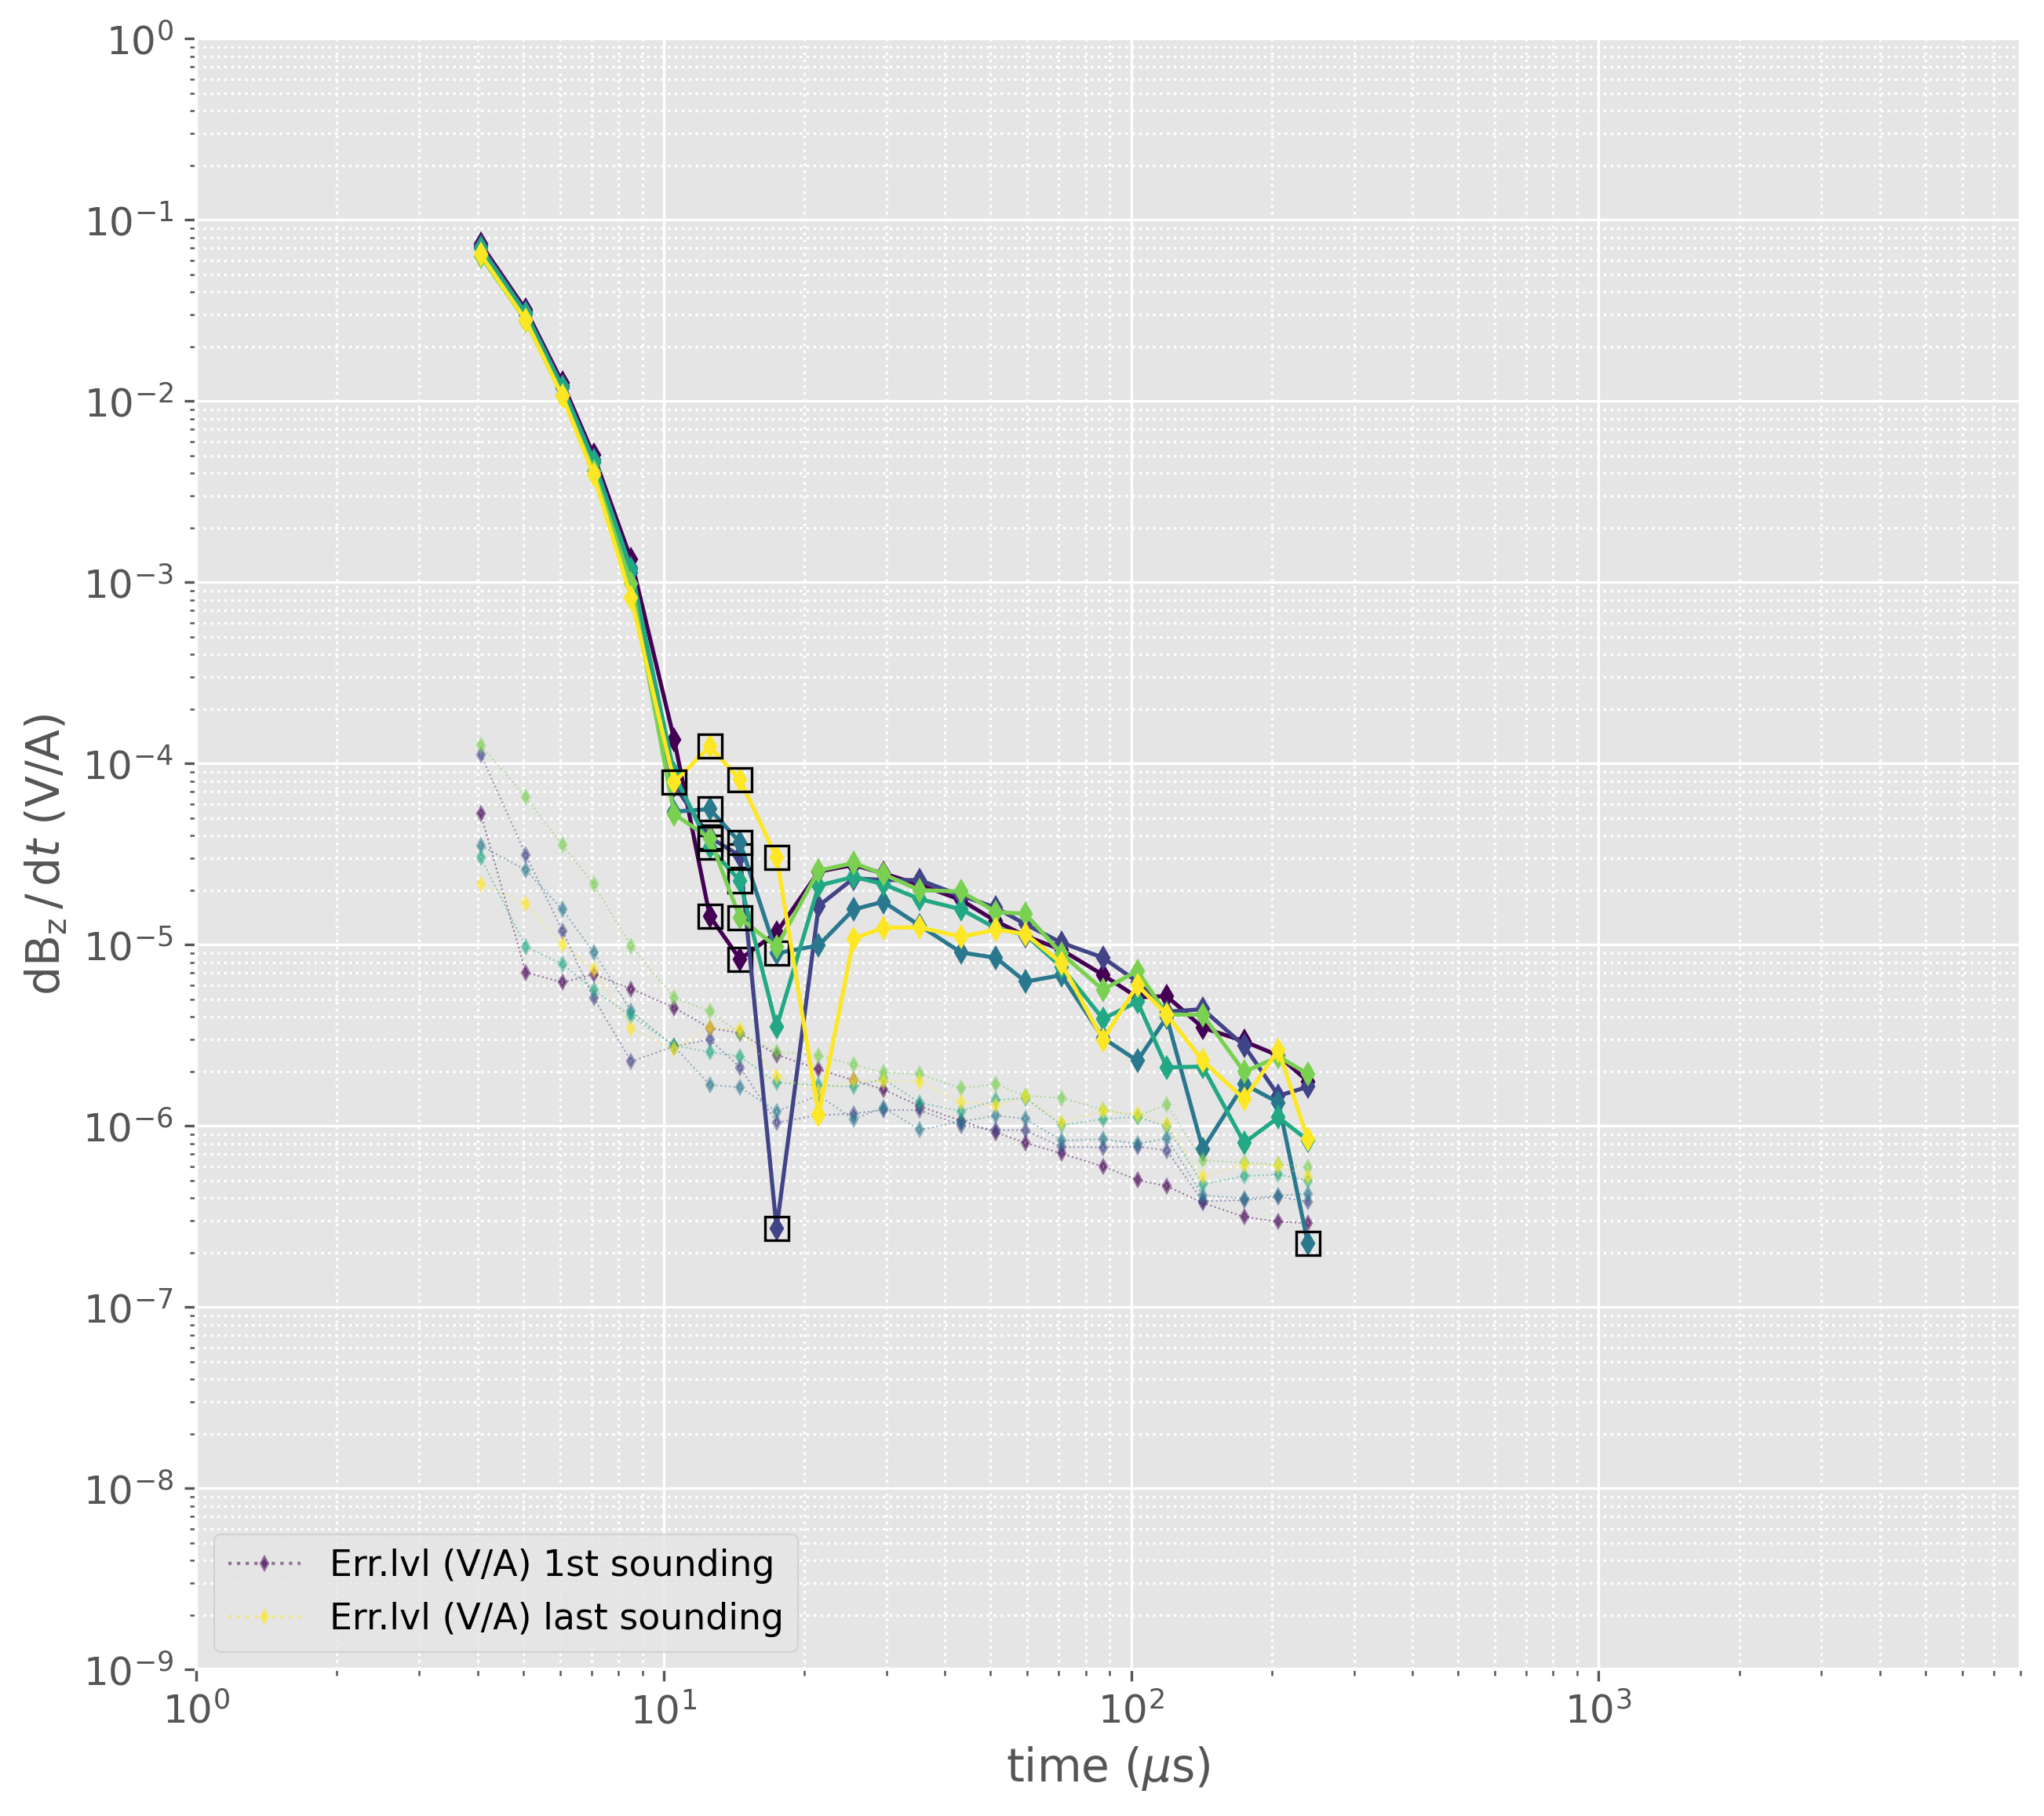 10⁰
10⁻¹
10⁻²
10⁻³
10⁻⁴
10⁻⁵
10⁻⁶
10⁻⁷
10⁻⁸
10⁻⁹
dB_z / dt (V/A)
Err.lvl (V/A) 1st sounding
Err.lvl (V/A) last sounding
10⁰ 10¹ 10² 10³
time (μs)